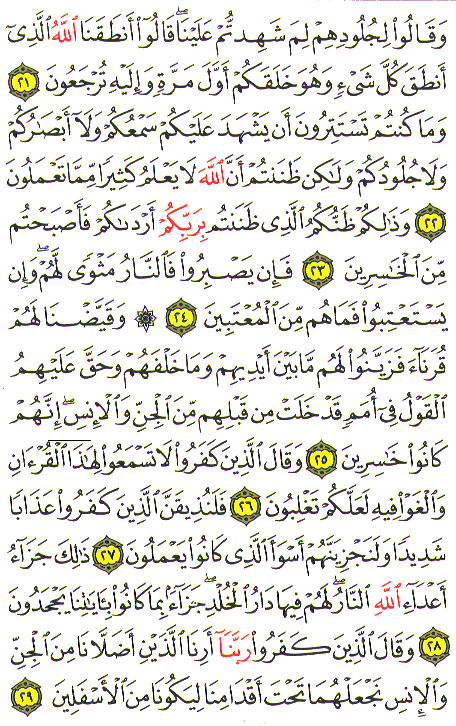 وَقَالُوا۟ لِجُلُودِهِمْ لِمَ شَهِدتُّمْ عَلَيْنَا ۖ قَالُوٓا۟ أَنطَقَنَا ٱللَّهُ ٱلَّذِىٓ
أَنطَقَ كُلَّ شَىْءٍ وَهُوَ خَلَقَكُمْ أَوَّلَ مَرَّةٍ وَإِلَيْهِ تُرْجَعُونَ ٢١
وَمَا كُنتُمْ تَسْتَتِرُونَ أَن يَشْهَدَ عَلَيْكُمْ سَمْعُكُمْ وَلَآ أَبْصَـٰرُكُمْ
وَلَا جُلُودُكُمْ وَلَـٰكِن ظَنَنتُمْ أَنَّ ٱللَّهَ لَا يَعْلَمُ كَثِيرًا مِّمَّا تَعْمَلُونَ
٢٢ وَذَٰلِكُمْ ظَنُّكُمُ ٱلَّذِى ظَنَنتُم بِرَبِّكُمْ أَرْدَىٰكُمْ فَأَصْبَحْتُم
مِّنَ ٱلْخَـٰسِرِينَ ٢٣ فَإِن يَصْبِرُوا۟ فَٱلنَّارُ مَثْوًى لَّهُمْ ۖ وَإِن
يَسْتَعْتِبُوا۟ فَمَا هُم مِّنَ ٱلْمُعْتَبِينَ ٢٤ ۞ وَقَيَّضْنَا لَهُمْ
قُرَنَآءَ فَزَيَّنُوا۟ لَهُم مَّا بَيْنَ أَيْدِيهِمْ وَمَا خَلْفَهُمْ وَحَقَّ عَلَيْهِمُ
ٱلْقَوْلُ فِىٓ أُمَمٍ قَدْ خَلَتْ مِن قَبْلِهِم مِّنَ ٱلْجِنِّ وَٱلْإِنسِ ۖ إِنَّهُمْ
كَانُوا۟ خَـٰسِرِينَ ٢٥ وَقَالَ ٱلَّذِينَ كَفَرُوا۟ لَا تَسْمَعُوا۟ لِهَـٰذَا ٱلْقُرْءَانِ
وَٱلْغَوْا۟ فِيهِ لَعَلَّكُمْ تَغْلِبُونَ ٢٦ فَلَنُذِيقَنَّ ٱلَّذِينَ كَفَرُوا۟ عَذَابًا
شَدِيدًا وَلَنَجْزِيَنَّهُمْ أَسْوَأَ ٱلَّذِى كَانُوا۟ يَعْمَلُونَ ٢٧ ذَٰلِكَ جَزَآءُ
أَعْدَآءِ ٱللَّهِ ٱلنَّارُ ۖ لَهُمْ فِيهَا دَارُ ٱلْخُلْدِ ۖ جَزَآءًۢ بِمَا كَانُوا۟ بِـَٔايَـٰتِنَا يَجْحَدُونَ
٢٨ وَقَالَ ٱلَّذِينَ كَفَرُوا۟ رَبَّنَآ أَرِنَا ٱلَّذَيْنِ أَضَلَّانَا مِنَ ٱلْجِنِّ
وَٱلْإِنسِ نَجْعَلْهُمَا تَحْتَ أَقْدَامِنَا لِيَكُونَا مِنَ ٱلْأَسْفَلِينَ ٢٩